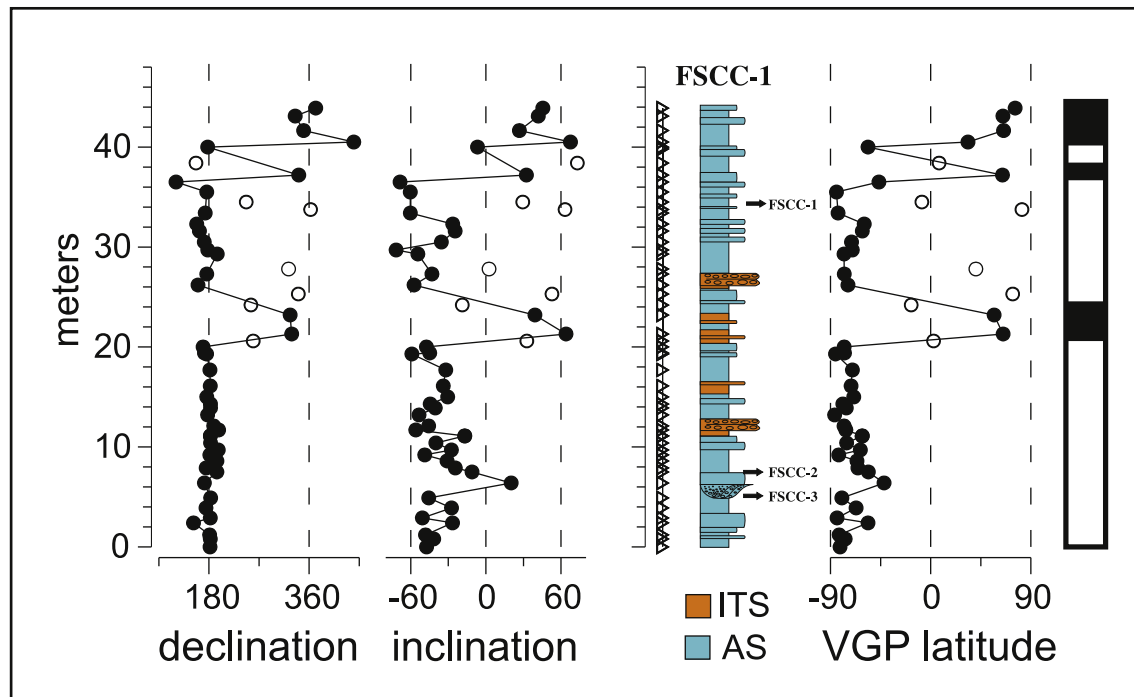 FSCC-1
meters
40
30
20
10
0
FSCC-1
FSCC-2
FSCC-3
180 360
-60 0 60
-90 0 90
ITS
AS
declination inclination VGP latitude